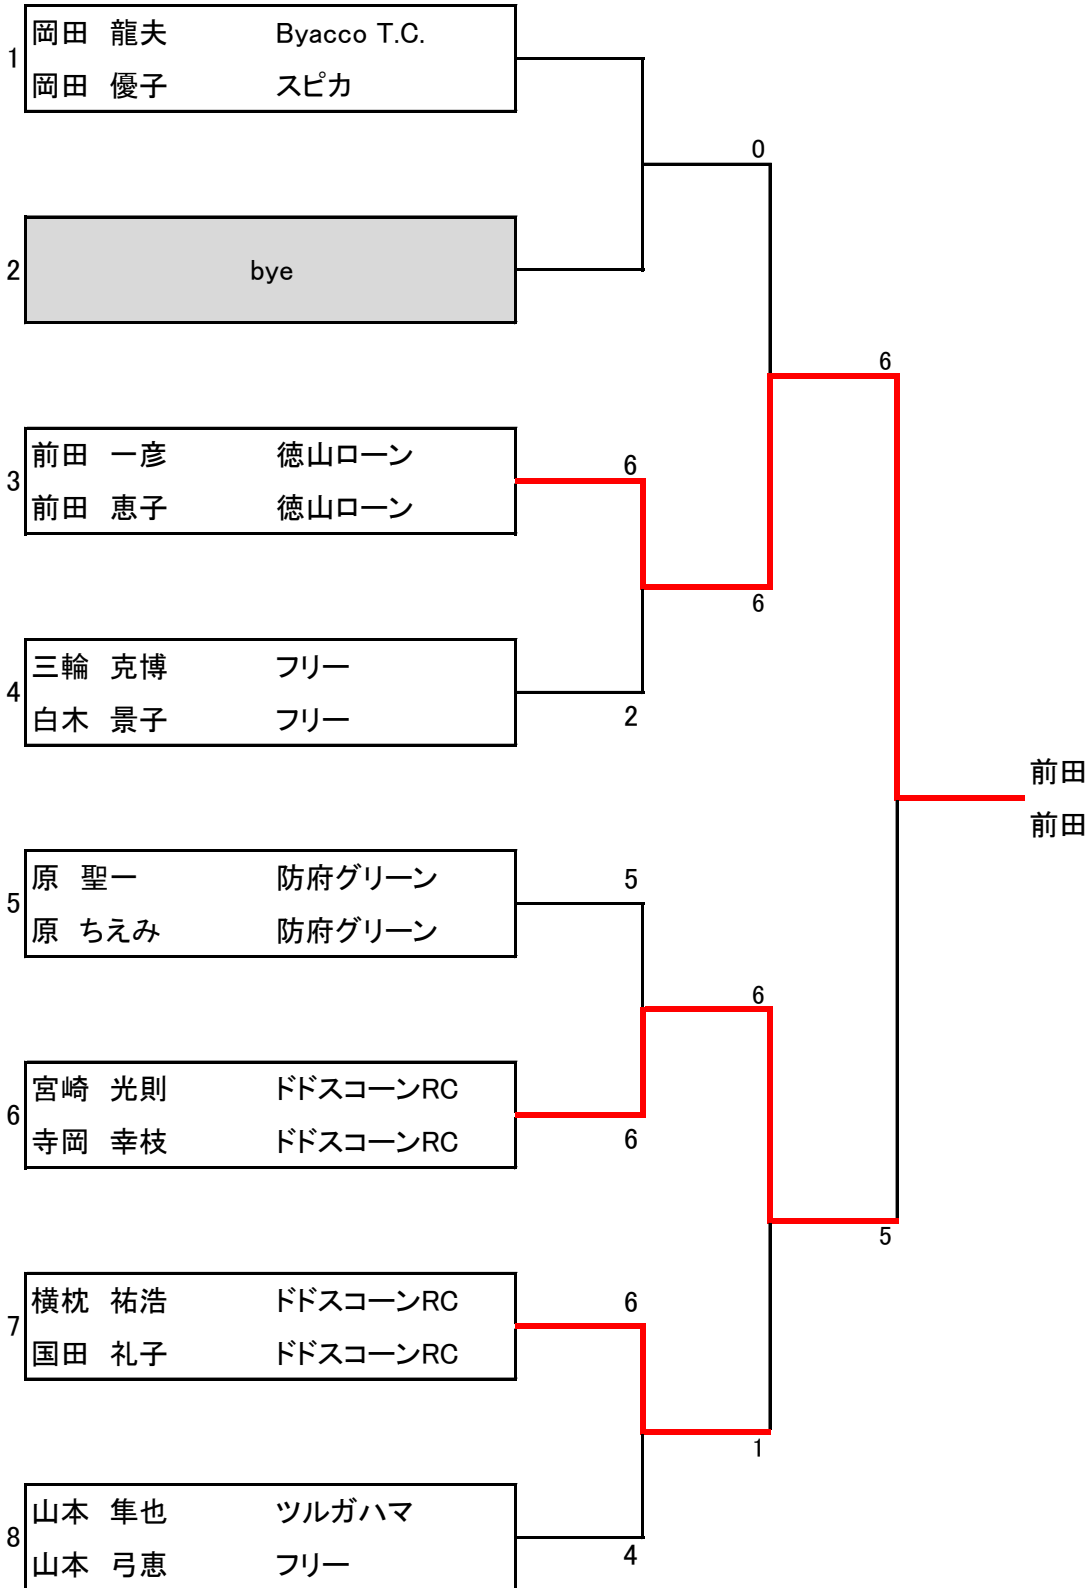 1
岡田 龍夫 Byacco T.C.
岡田 優子 スピカ
0
2
bye
6
3
前田 一彦 徳山ローン
前田 恵子 徳山ローン
6
6
4
三輪 克博 フリー
白木 景子 フリー
2
前田
前田
5
原 聖一 防府グリーン
原 ちえみ 防府グリーン
5
6
6
宮崎 光則 ドドスコーンRC
寺岡 幸枝 ドドスコーンRC
6
5
7
横枕 祐浩 ドドスコーンRC
国田 礼子 ドドスコーンRC
6
1
8
山本 隼也 ツルガハマ
山本 弓恵 フリー
4